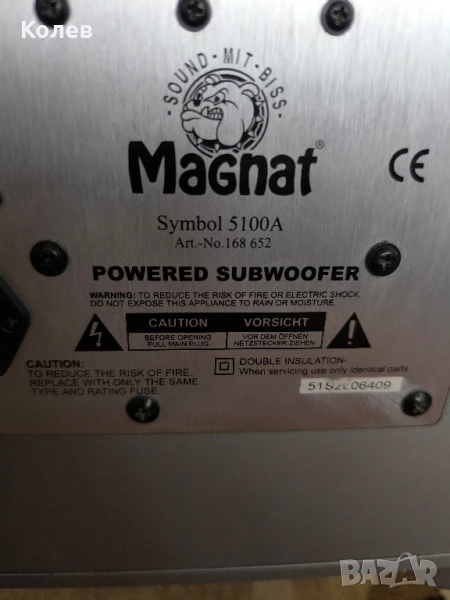 Колев
SOUND-MIT-BISS-
Magnat®
CE
Symbol 5100A
Art.-No.168 652
POWERED SUBWOOFER
WARNING: TO REDUCE THE RISK OF FIRE OR ELECTRIC SHOCK,
DO NOT EXPOSE THIS APPLIANCE TO RAIN OR MOISTURE.
CAUTION VORSICHT
BEFORE OPENING VOR DEM ÖFFNEN
PULL MAIN PLUG NETZSTECKER ZIEHEN
CAUTION:
TO REDUCE THE RISK OF FIRE,
REPLACE WITH ONLY THE SAME
TYPE AND RATING FUSE.
DOUBLE INSULATION-
When servicing use only identical parts
BAZAR